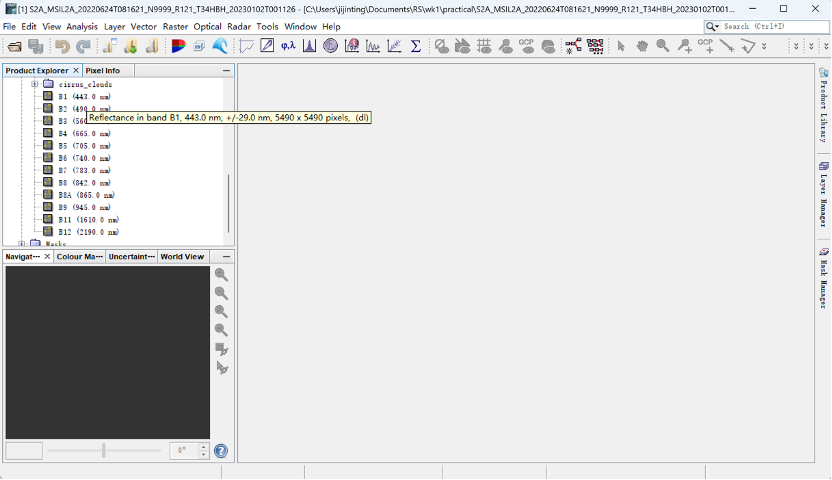 [1] S2A_MSIL2A_20220624T081621_N9999_R121_T34HBH_20230102T001126 - [C:\Users\jijinting\Documents\RS\wk1\practical\S2A_MSIL2A_20220624T081621_N9999_R121_T34HBH_20230102T001...
File Edit View Analysis Layer Vector Raster Optical Radar Tools Window Help
Search (Ctrl+I)
φ,λ Σ GCP GCP
Product Explorer Pixel Info
cirrus_clouds
B1 (443.0 nm)
B2 (490.0 nm)
B3 (560
Reflectance in band B1, 443.0 nm, +/-29.0 nm, 5490 x 5490 pixels, (dl)
B4 (665.0 nm)
B5 (705.0 nm)
B6 (740.0 nm)
B7 (783.0 nm)
B8 (842.0 nm)
B8A (865.0 nm)
B9 (945.0 nm)
B11 (1610.0 nm)
B12 (2190.0 nm)
Masks
Navigat··· Colour Ma··· Uncertaint··· World View
0°
Product Library
Layer Manager
Mask Manager